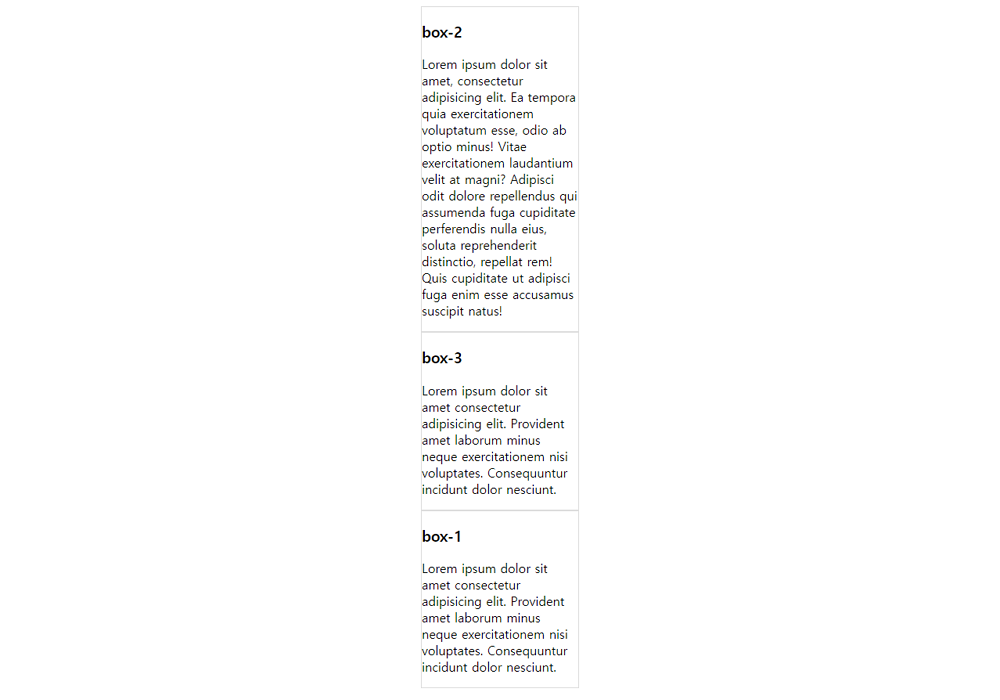 box-2
Lorem ipsum dolor sit
amet, consectetur
adipisicing elit. Ea tempora
quia exercitationem
voluptatum esse, odio ab
optio minus! Vitae
exercitationem laudantium
velit at magni? Adipisci
odit dolore repellendus qui
assumenda fuga cupiditate
perferendis nulla eius,
soluta reprehenderit
distinctio, repellat rem!
Quis cupiditate ut adipisci
fuga enim esse accusamus
suscipit natus!
box-3
Lorem ipsum dolor sit
amet consectetur
adipisicing elit. Provident
amet laborum minus
neque exercitationem nisi
voluptates. Consequuntur
incidunt dolor nesciunt.
box-1
Lorem ipsum dolor sit
amet consectetur
adipisicing elit. Provident
amet laborum minus
neque exercitationem nisi
voluptates. Consequuntur
incidunt dolor nesciunt.